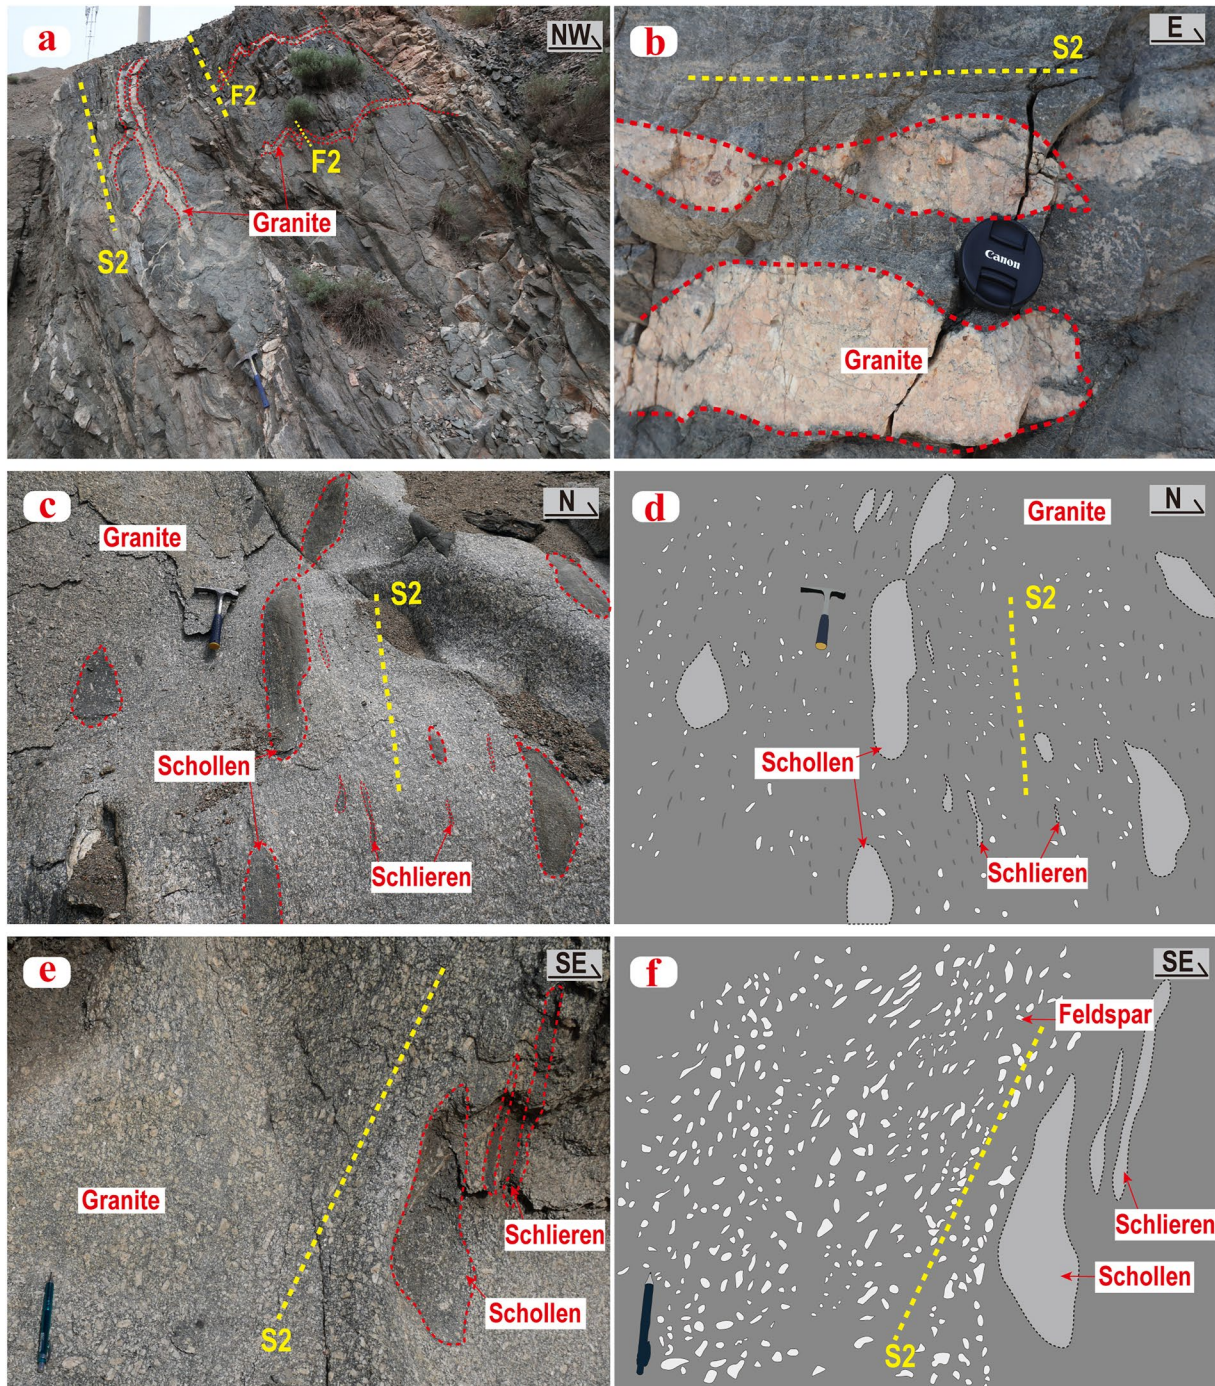 a
NW
F2
F2
Granite
S2
b
E
S2
Canon
Granite
c
N
Granite
S2
Schollen
Schlieren
d
N
Granite
S2
Schollen
Schlieren
e
SE
Granite
Schlieren
Schollen
S2
f
SE
Feldspar
Schlieren
Schollen
S2